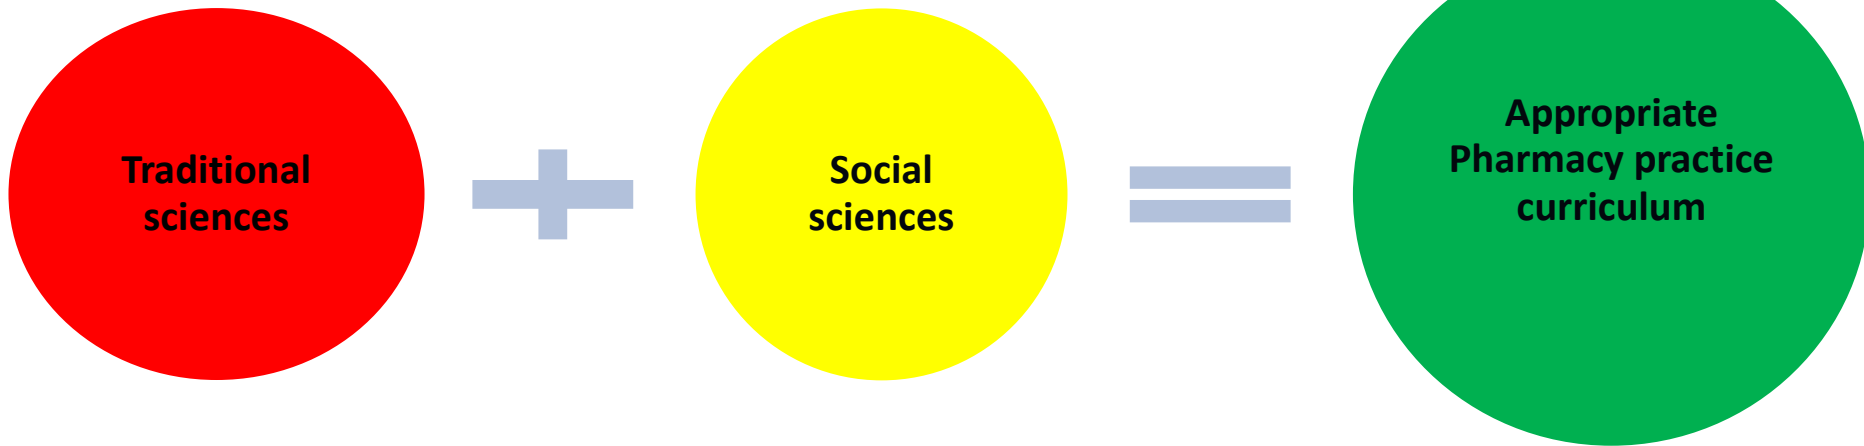 Traditional
sciences
Social
sciences
Appropriate
Pharmacy practice
curriculum